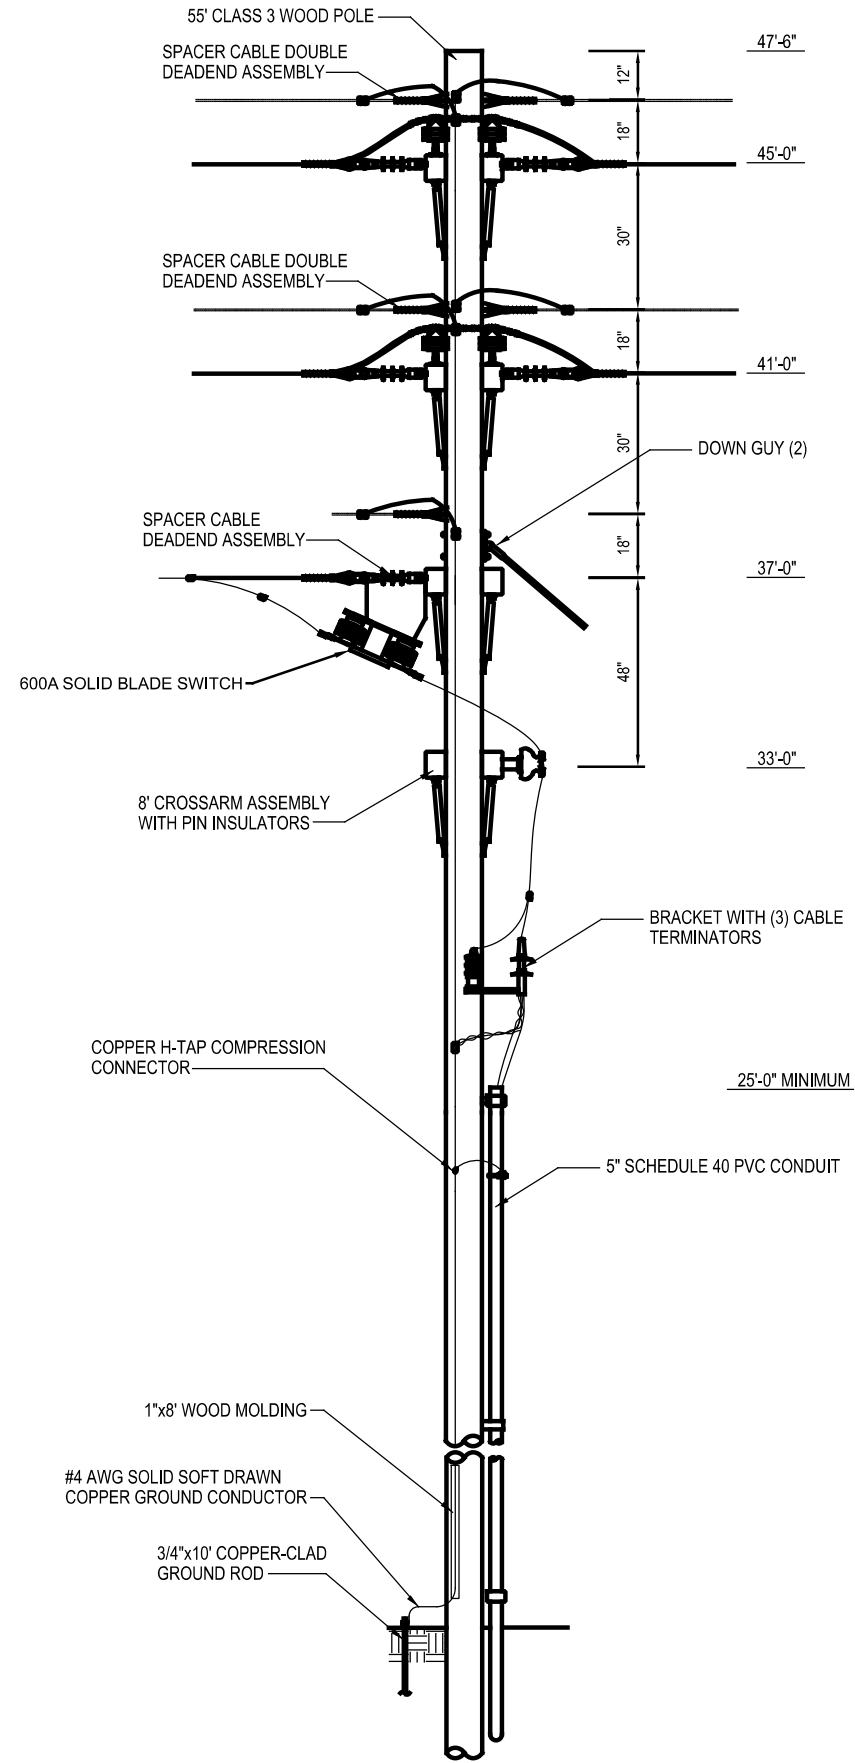 55' CLASS 3 WOOD POLE
47'-6"
SPACER CABLE DOUBLE
DEADEND ASSEMBLY
12"
18"
45'-0"
30"
SPACER CABLE DOUBLE
DEADEND ASSEMBLY
18"
41'-0"
30"
DOWN GUY (2)
SPACER CABLE
DEADEND ASSEMBLY
18"
37'-0"
600A SOLID BLADE SWITCH
48"
33'-0"
8' CROSSARM ASSEMBLY
WITH PIN INSULATORS
BRACKET WITH (3) CABLE
TERMINATORS
COPPER H-TAP COMPRESSION
CONNECTOR
25'-0" MINIMUM
5" SCHEDULE 40 PVC CONDUIT
1"x8' WOOD MOLDING
#4 AWG SOLID SOFT DRAWN
COPPER GROUND CONDUCTOR
3/4"x10' COPPER-CLAD
GROUND ROD